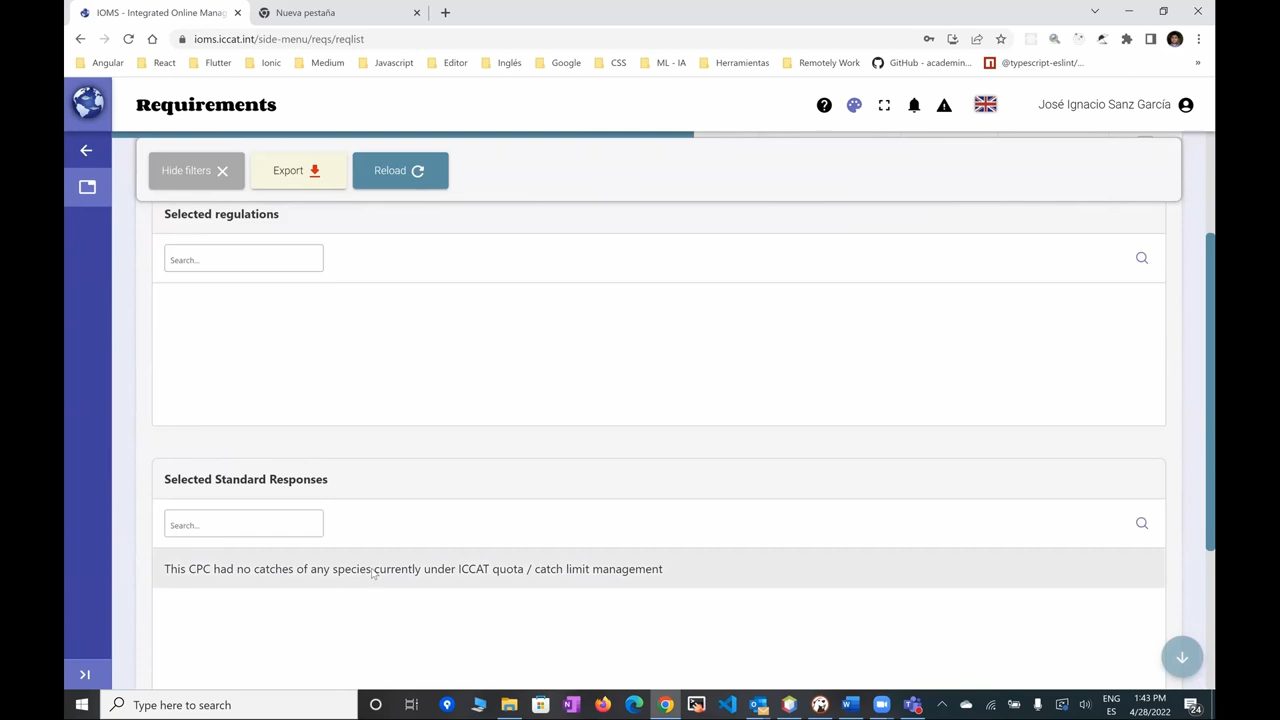 IOMS - Integrated Online Manag
Nueva pestaña
ioms.iccat.int/side-menu/reqs/reqlist
Angular
React
Flutter
Ionic
Medium
Javascript
Editor
Inglés
Google
CSS
ML - IA
Herramientas
Remotely Work
GitHub - academin...
@typescript-eslint/...
»
Requirements
José Ignacio Sanz García
Hide filters
Export
Reload
Selected regulations
Search...
Selected Standard Responses
Search...
This CPC had no catches of any species currently under ICCAT quota / catch limit management
Type here to search
ENG
ES
1:43 PM
4/28/2022
24